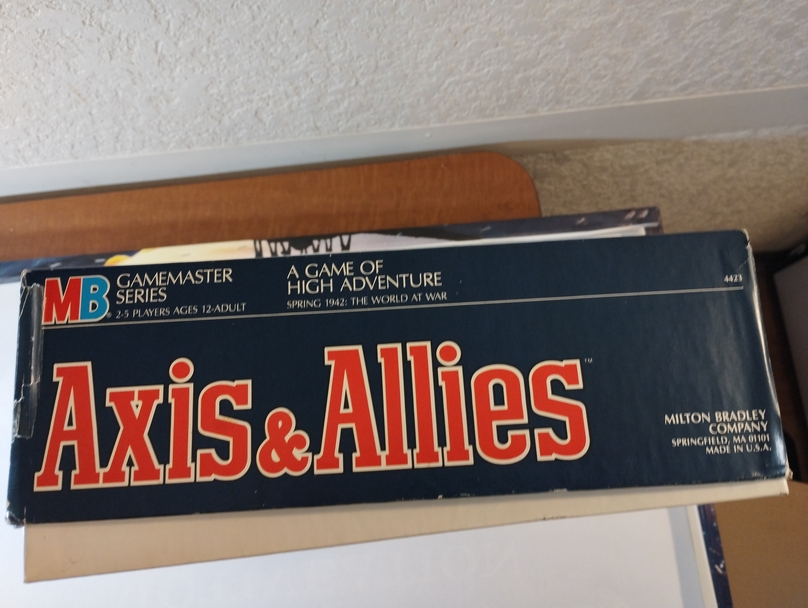 MB® GAMEMASTER
SERIES
2-5 PLAYERS AGES 12-ADULT
A GAME OF
HIGH ADVENTURE
SPRING 1942: THE WORLD AT WAR
4423
Axis & Allies™
MILTON BRADLEY
COMPANY
SPRINGFIELD, MA 01101
MADE IN U.S.A.